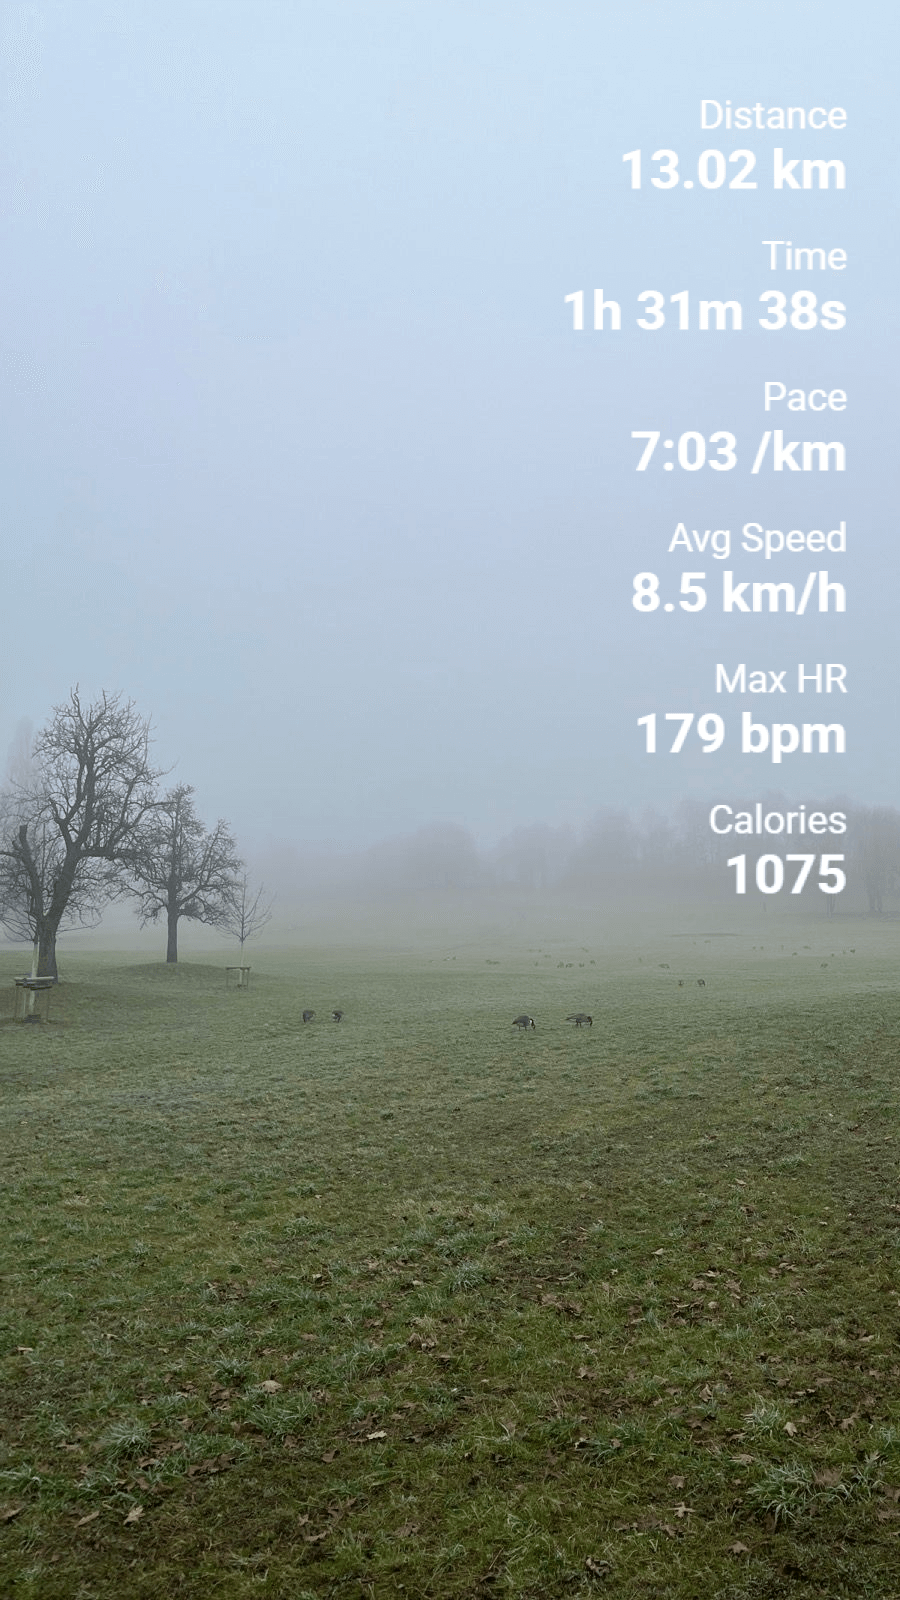 Distance
13.02 km
Time
1h 31m 38s
Pace
7:03 /km
Avg Speed
8.5 km/h
Max HR
179 bpm
Calories
1075